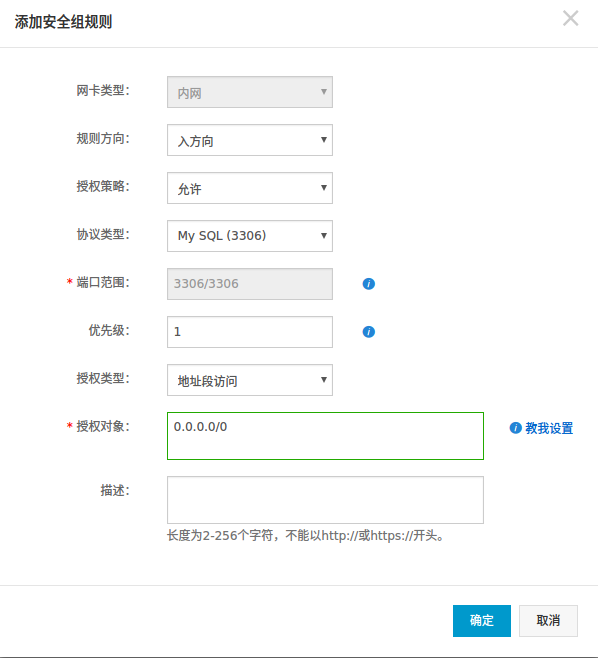 添加安全组规则
网卡类型： 内网
规则方向： 入方向
授权策略： 允许
协议类型： My SQL (3306)
* 端口范围： 3306/3306
优先级： 1
授权类型： 地址段访问
* 授权对象： 0.0.0.0/0 教我设置
描述：
长度为2-256个字符，不能以http://或https://开头。
确定 取消